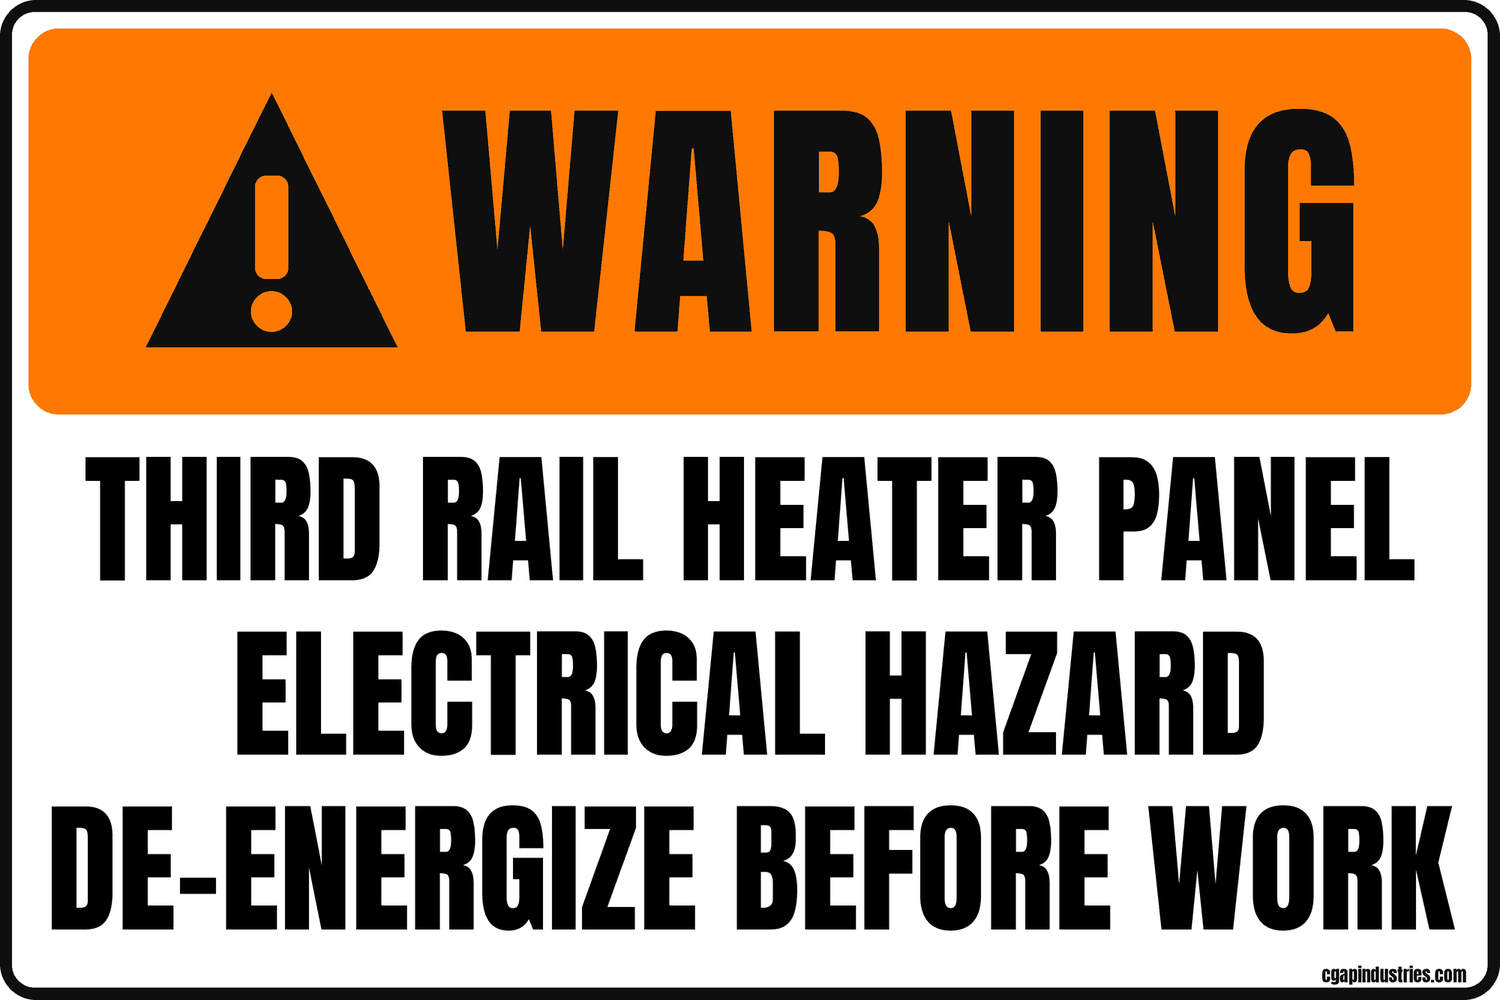 WARNING
THIRD RAIL HEATER PANEL
ELECTRICAL HAZARD
DE-ENERGIZE BEFORE WORK
cgapindustries.com